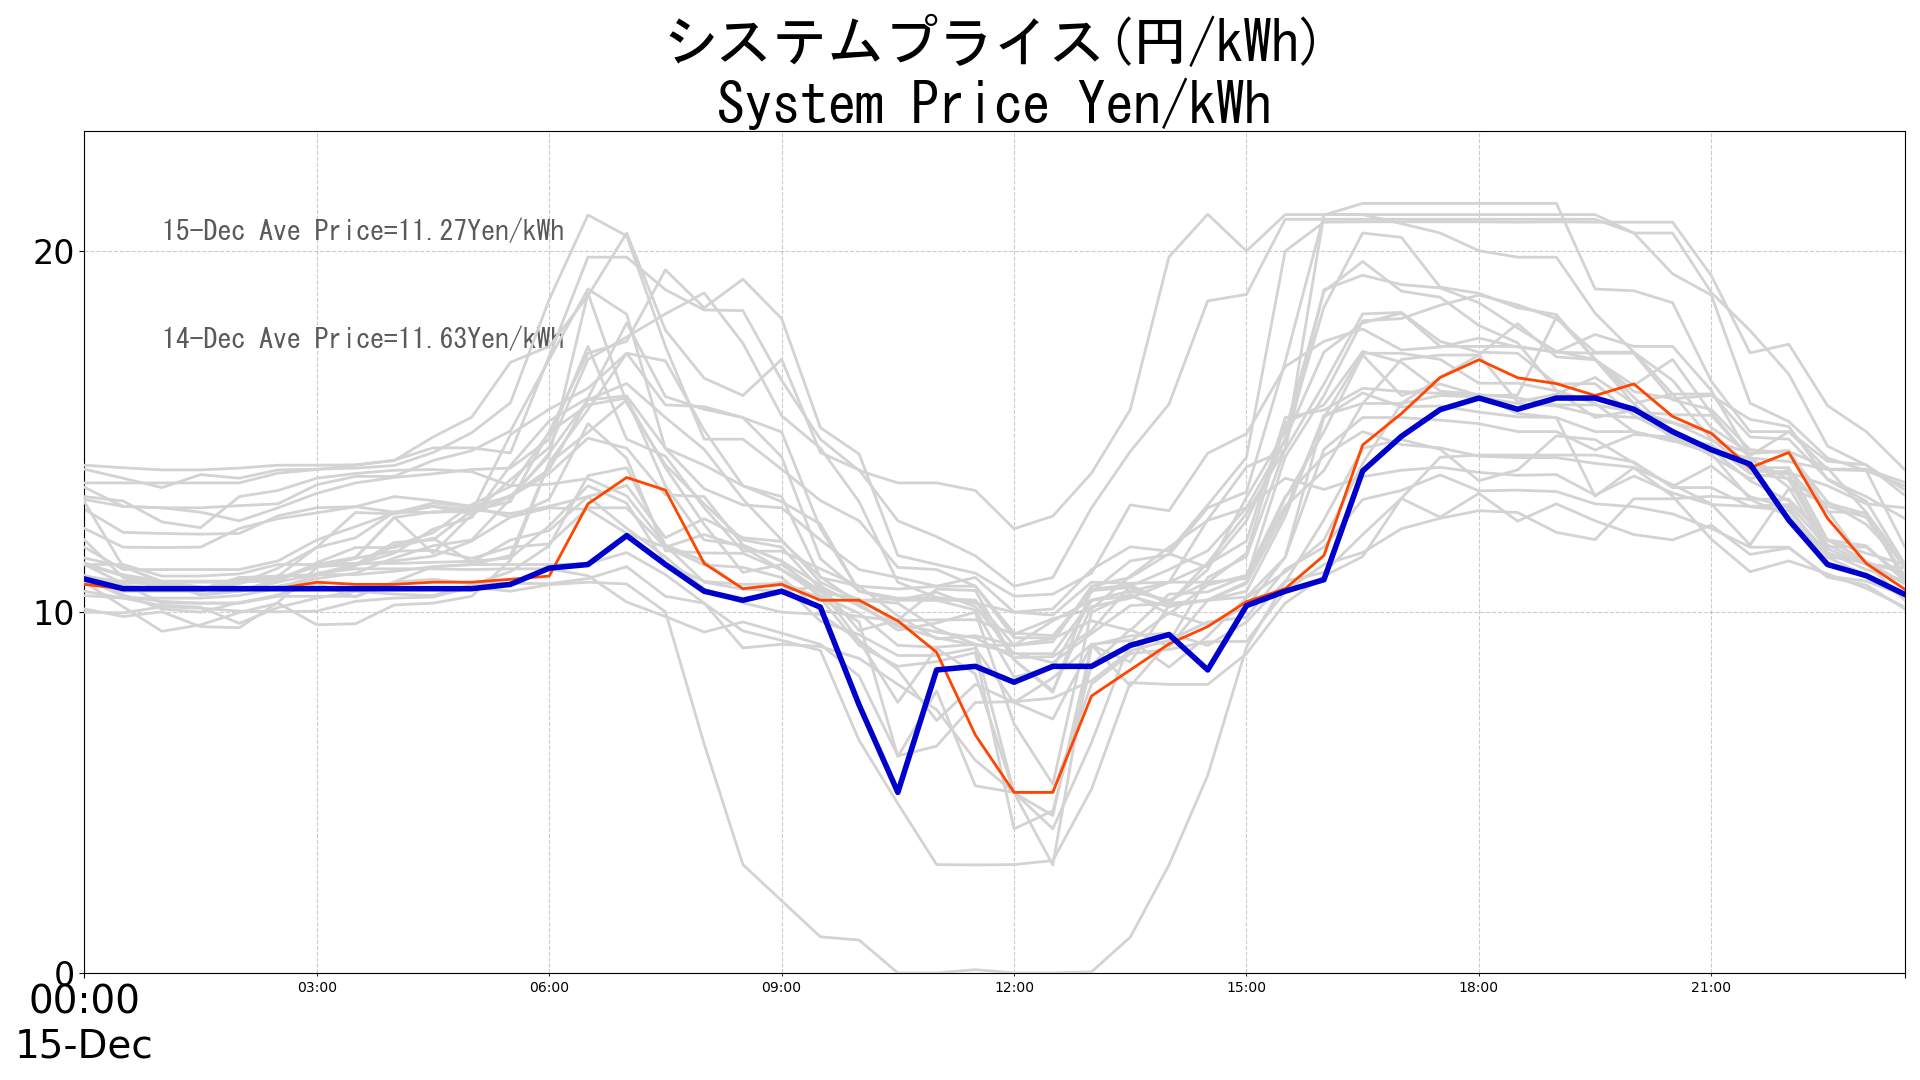 システムプライス(円/kWh)
System Price Yen/kWh
15-Dec Ave Price=11.27Yen/kWh
14-Dec Ave Price=11.63Yen/kWh
20
10
0
00:00 03:00 06:00 09:00 12:00 15:00 18:00 21:00
15-Dec